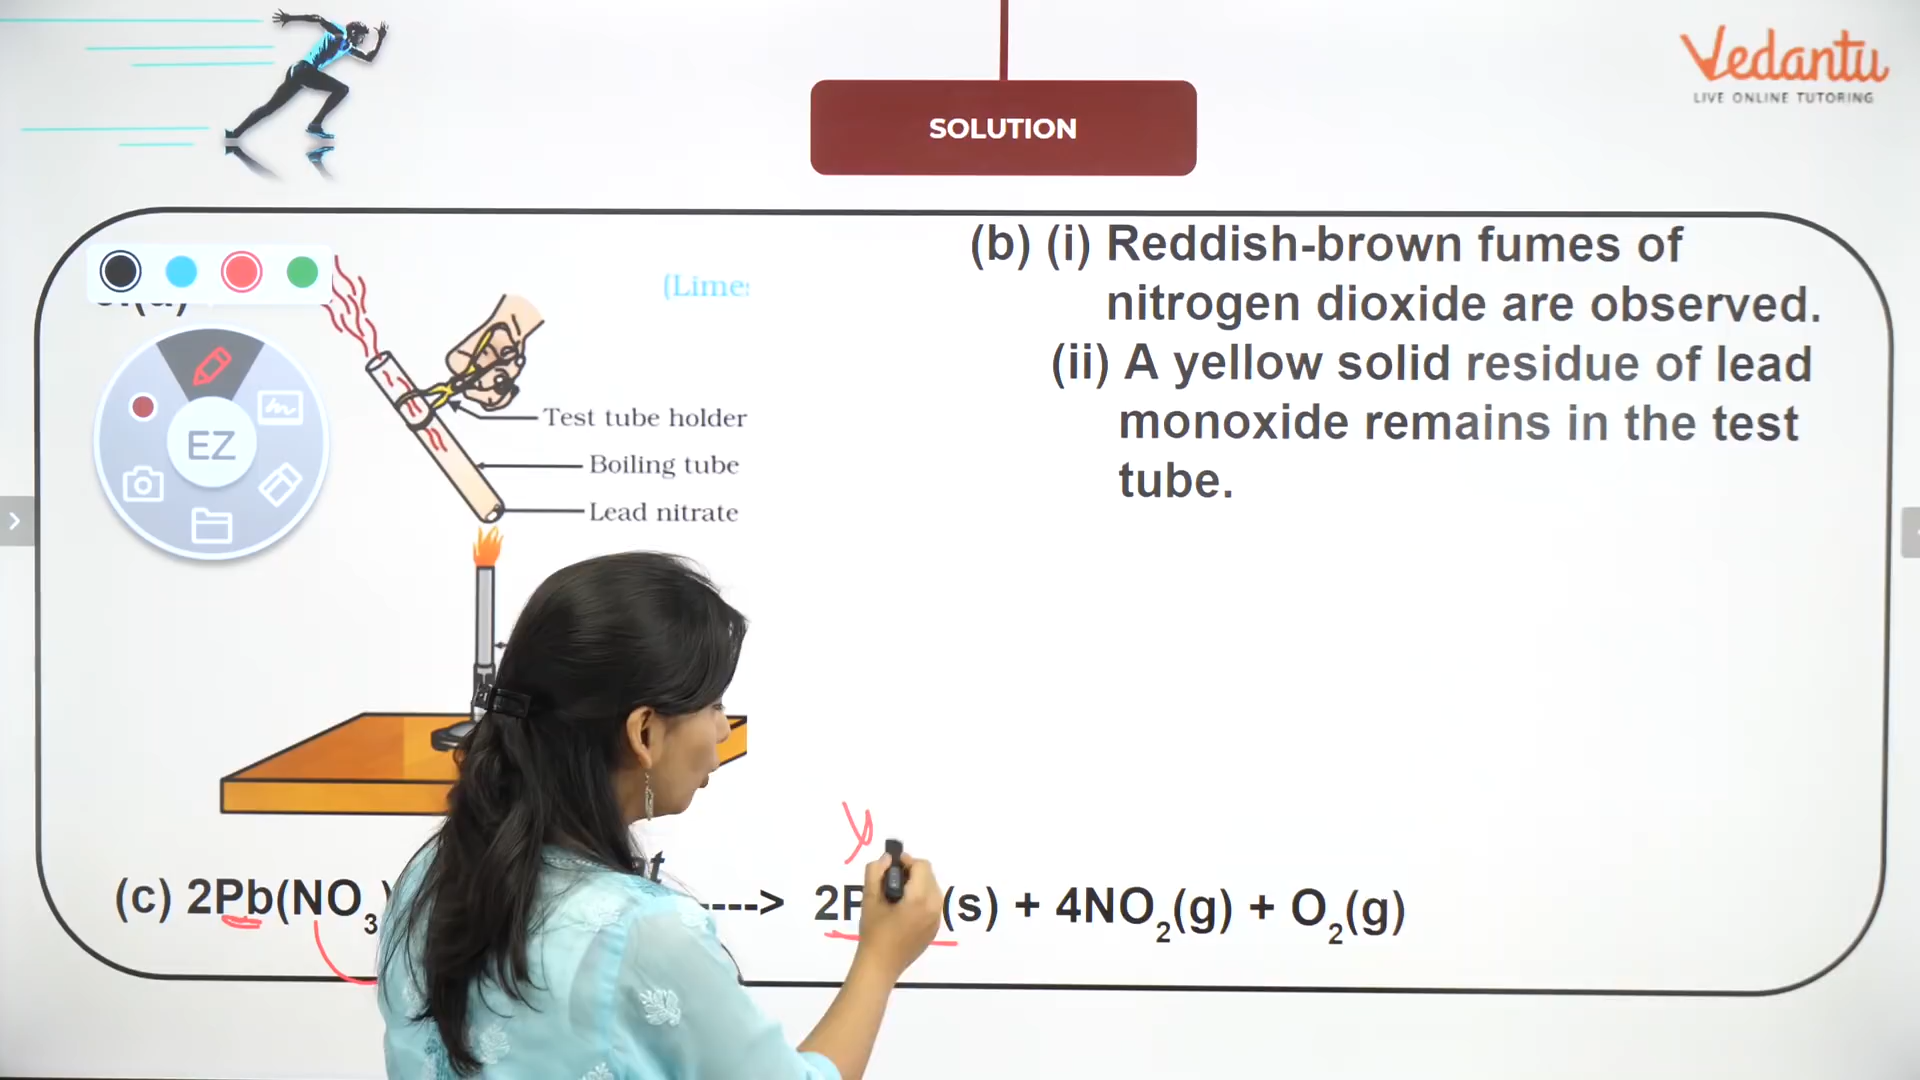 Vedantu
LIVE ONLINE TUTORING
SOLUTION
(b) (i) Reddish-brown fumes of
nitrogen dioxide are observed.
(ii) A yellow solid residue of lead
monoxide remains in the test
tube.
(Lime
EZ
Test tube holder
Boiling tube
Lead nitrate
(c) 2Pb(NO₃) ----> 2P (s) + 4NO₂(g) + O₂(g)